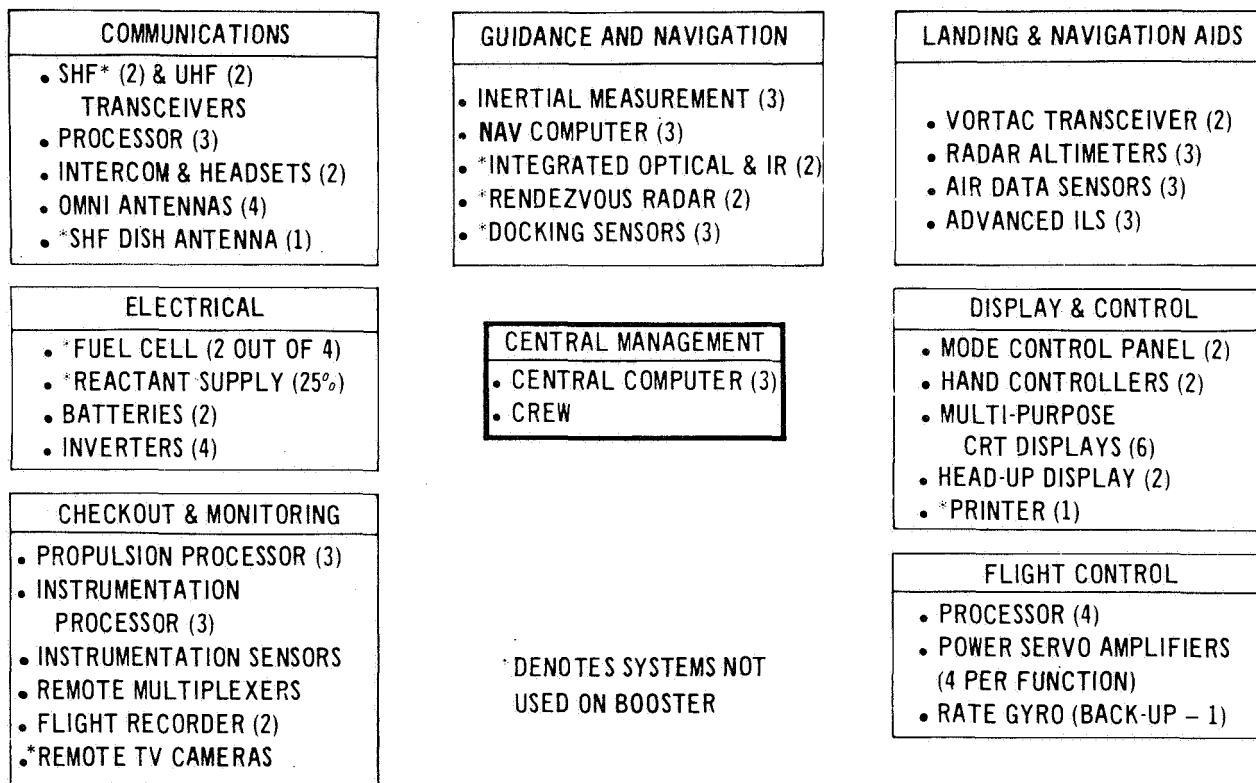 COMMUNICATIONS
• SHF* (2) & UHF (2)
TRANSCEIVERS
• PROCESSOR (3)
• INTERCOM & HEADSETS (2)
• OMNI ANTENNAS (4)
• *SHF DISH ANTENNA (1)
GUIDANCE AND NAVIGATION
• INERTIAL MEASUREMENT (3)
• NAV COMPUTER (3)
• *INTEGRATED OPTICAL & IR (2)
• *RENDEZVOUS RADAR (2)
• *DOCKING SENSORS (3)
LANDING & NAVIGATION AIDS
• VORTAC TRANSCEIVER (2)
• RADAR ALTIMETERS (3)
• AIR DATA SENSORS (3)
• ADVANCED ILS (3)
ELECTRICAL
• *FUEL CELL (2 OUT OF 4)
• *REACTANT SUPPLY (25%)
• BATTERIES (2)
• INVERTERS (4)
CENTRAL MANAGEMENT
• CENTRAL COMPUTER (3)
• CREW
DISPLAY & CONTROL
• MODE CONTROL PANEL (2)
• HAND CONTROLLERS (2)
• MULTI-PURPOSE
CRT DISPLAYS (6)
• HEAD-UP DISPLAY (2)
• *PRINTER (1)
CHECKOUT & MONITORING
• PROPULSION PROCESSOR (3)
• INSTRUMENTATION
PROCESSOR (3)
• INSTRUMENTATION SENSORS
• REMOTE MULTIPLEXERS
• FLIGHT RECORDER (2)
•*REMOTE TV CAMERAS
*DENOTES SYSTEMS NOT
USED ON BOOSTER
FLIGHT CONTROL
• PROCESSOR (4)
• POWER SERVO AMPLIFIERS
(4 PER FUNCTION)
• RATE GYRO (BACK-UP – 1)